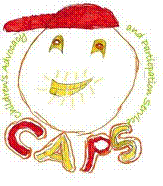 children's advocacy
and participation service
CAPS